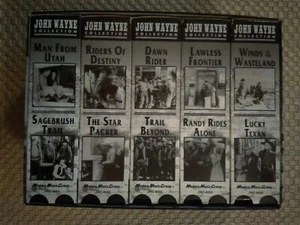 JOHN WAYNE
COLLECTION
MAN FROM
UTAH
SAGEBRUSH
TRAIL
JOHN WAYNE
COLLECTION
RIDERS OF
DESTINY
THE STAR
PACKER
JOHN WAYNE
COLLECTION
DAWN
RIDER
TRAIL
BEYOND
JOHN WAYNE
COLLECTION
LAWLESS
FRONTIER
RANDY RIDES
ALONE
JOHN WAYNE
COLLECTION
WINDS OF THE
WASTELAND
LUCKY
TEXAN